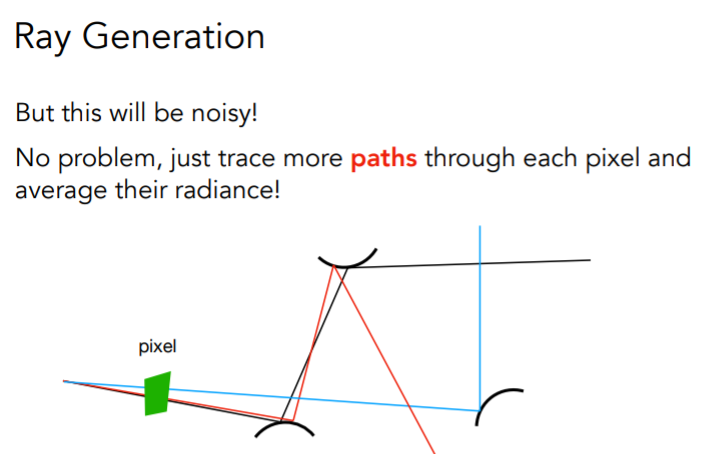 Ray Generation
But this will be noisy!
No problem, just trace more paths through each pixel and
average their radiance!
pixel